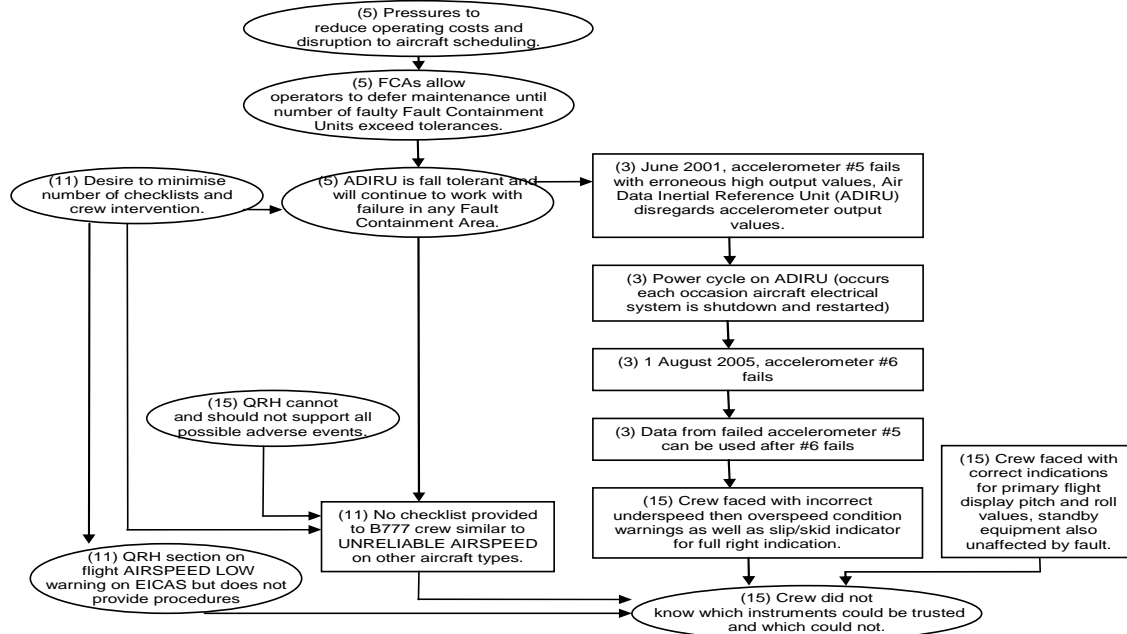 (5) Pressures to
reduce operating costs and
disruption to aircraft scheduling.
(5) FCAs allow
operators to defer maintenance until
number of faulty Fault Containment
Units exceed tolerances.
(11) Desire to minimise
number of checklists and
crew intervention.
(5) ADIRU is fall tolerant and
will continue to work with
failure in any Fault
Containment Area.
(3) June 2001, accelerometer #5 fails
with erroneous high output values, Air
Data Inertial Reference Unit (ADIRU)
disregards accelerometer output
values.
(3) Power cycle on ADIRU (occurs
each occasion aircraft electrical
system is shutdown and restarted)
(3) 1 August 2005, accelerometer #6
fails
(15) QRH cannot
and should not support all
possible adverse events.
(3) Data from failed accelerometer #5
can be used after #6 fails
(15) Crew faced with
correct indications
for primary flight
display pitch and roll
values, standby
equipment also
unaffected by fault.
(11) No checklist provided
to B777 crew similar to
UNRELIABLE AIRSPEED
on other aircraft types.
(15) Crew faced with incorrect
underspeed then overspeed condition
warnings as well as slip/skid indicator
for full right indication.
(11) QRH section on
flight AIRSPEED LOW
warning on EICAS but does not
provide procedures
(15) Crew did not
know which instruments could be trusted
and which could not.